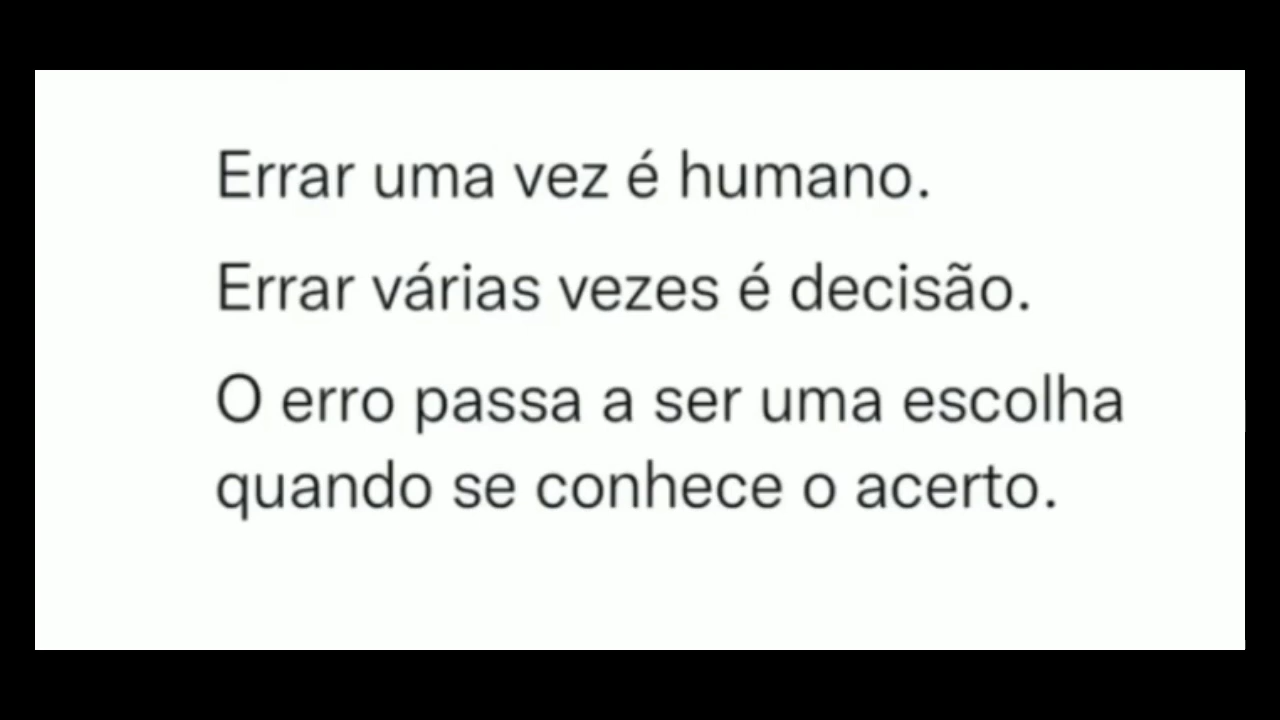 Errar uma vez é humano.
Errar várias vezes é decisão.
O erro passa a ser uma escolha
quando se conhece o acerto.